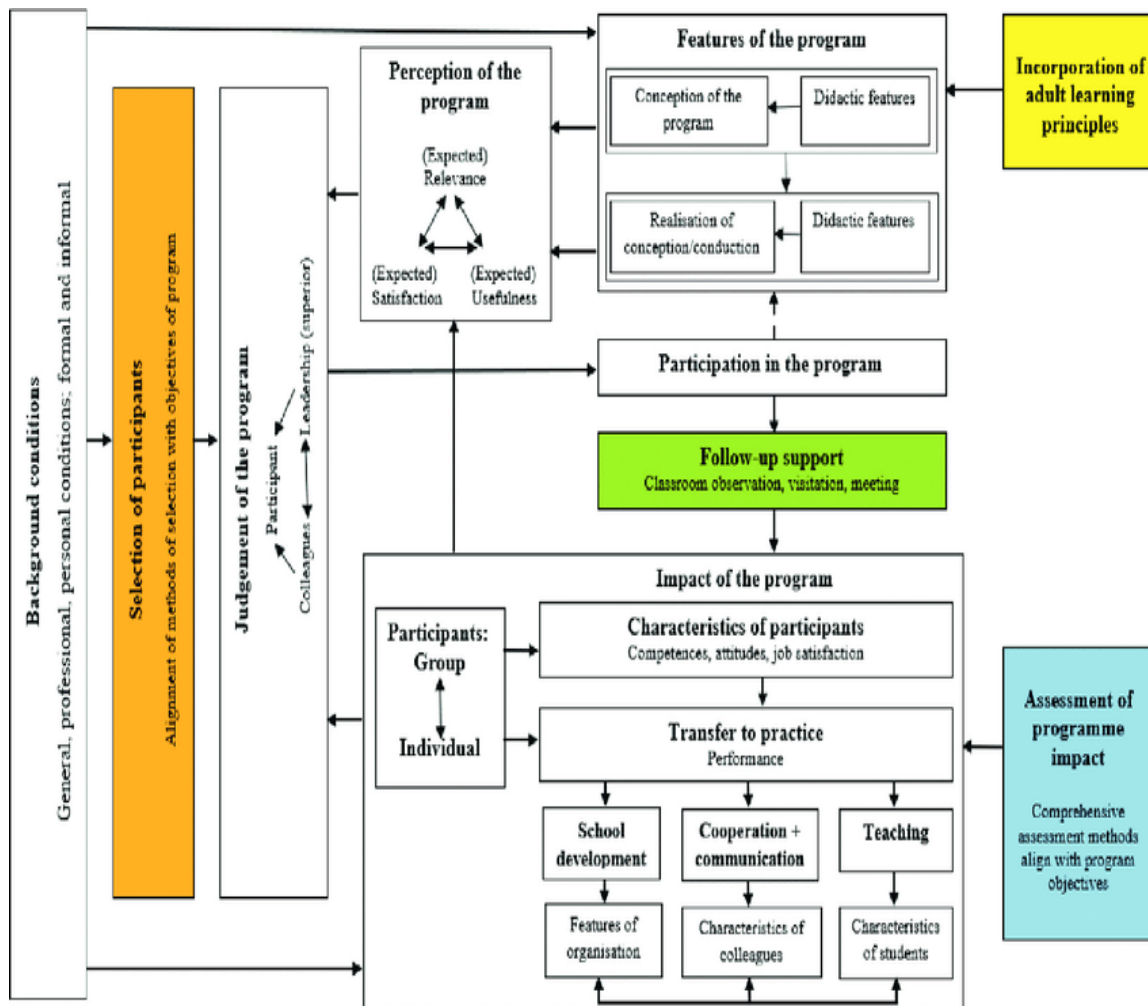 Background conditions
General, professional, personal conditions; formal and informal
Selection of participants
Alignment of methods of selection with objectives of program
Judgement of the program
Participant
Colleagues
Leadership (superior)
Perception of the
program
(Expected)
Relevance
(Expected)
Satisfaction
(Expected)
Usefulness
Features of the program
Conception of the
program
Didactic features
Realisation of
conception/conduction
Didactic features
Incorporation of
adult learning
principles
Participation in the program
Follow-up support
Classroom observation, visitation, meeting
Impact of the program
Participants:
Group
Individual
Characteristics of participants
Competences, attitudes, job satisfaction
Transfer to practice
Performance
School
development
Cooperation +
communication
Teaching
Features of
organisation
Characteristics of
colleagues
Characteristics
of students
Assessment of
programme
impact
Comprehensive
assessment methods
align with program
objectives